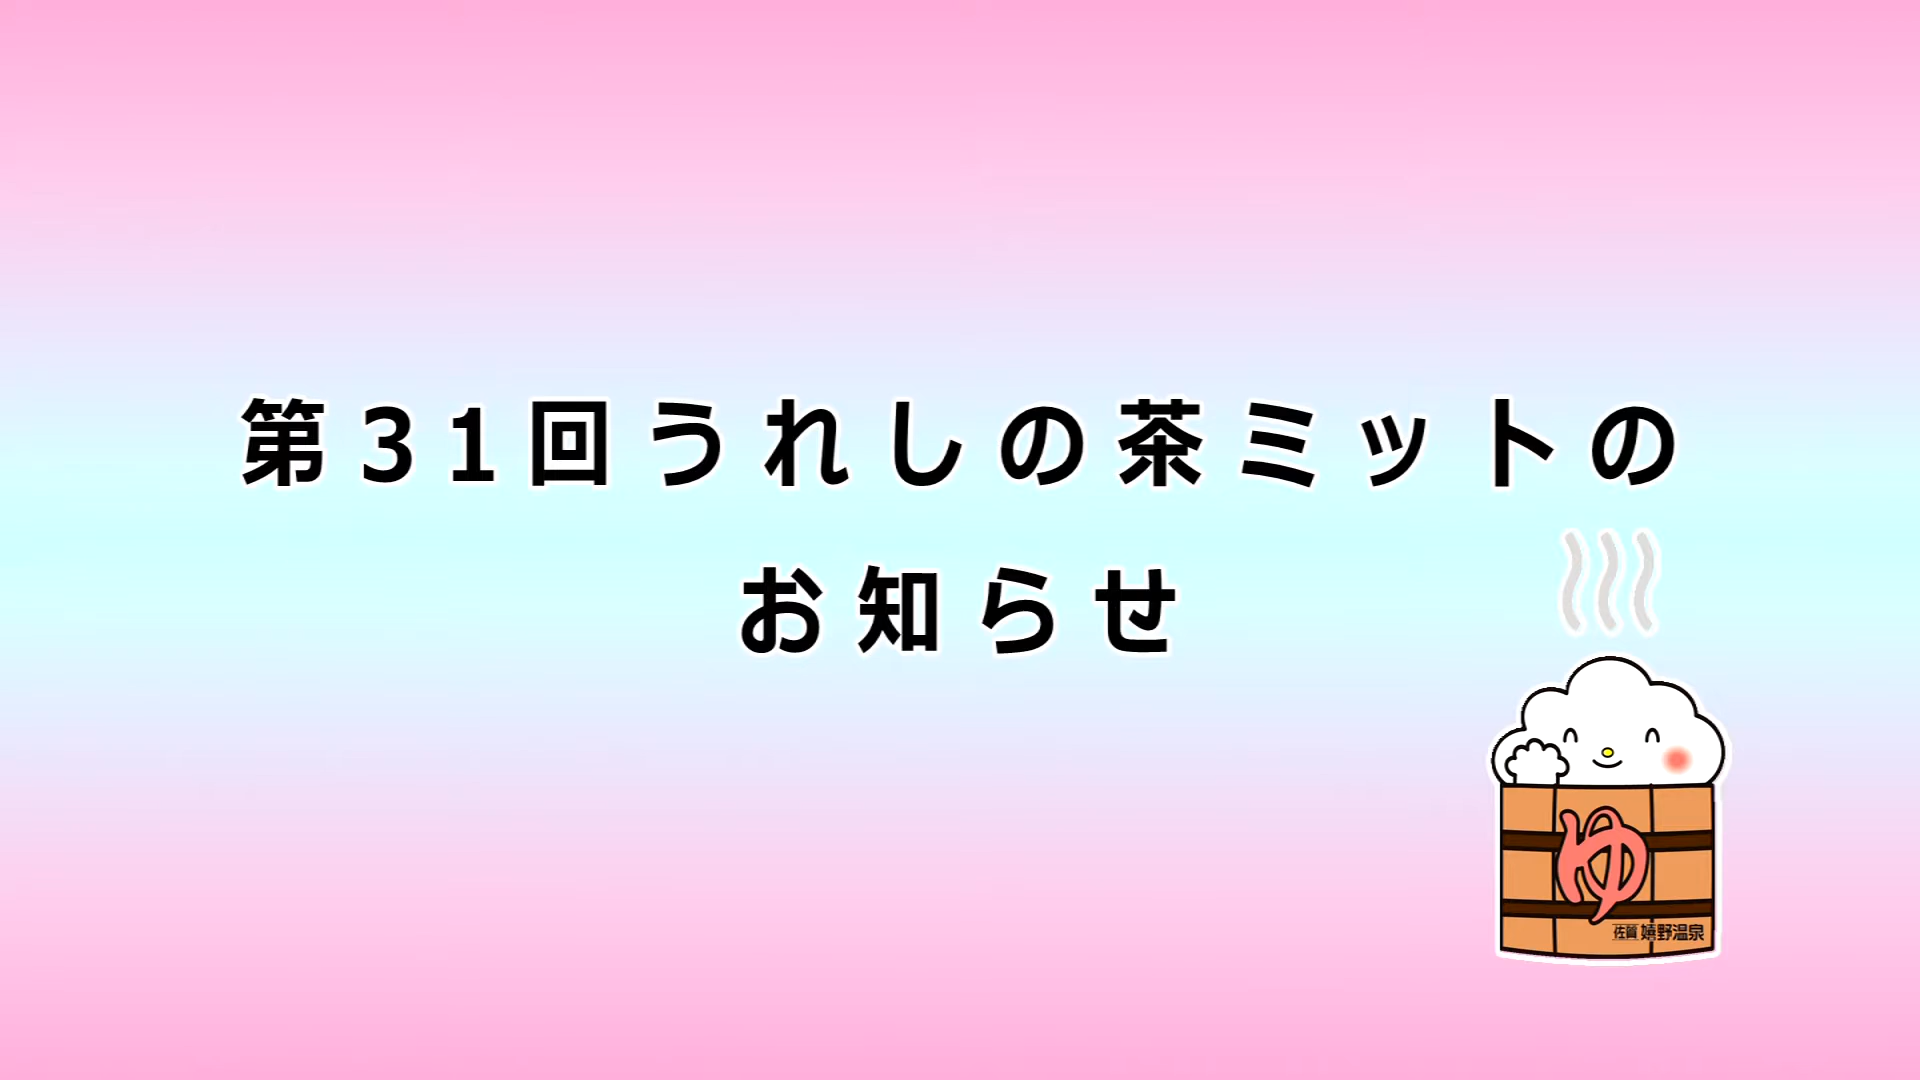 第31回うれしの茶ミットの
お知らせ
ゆ
佐賀 嬉野温泉